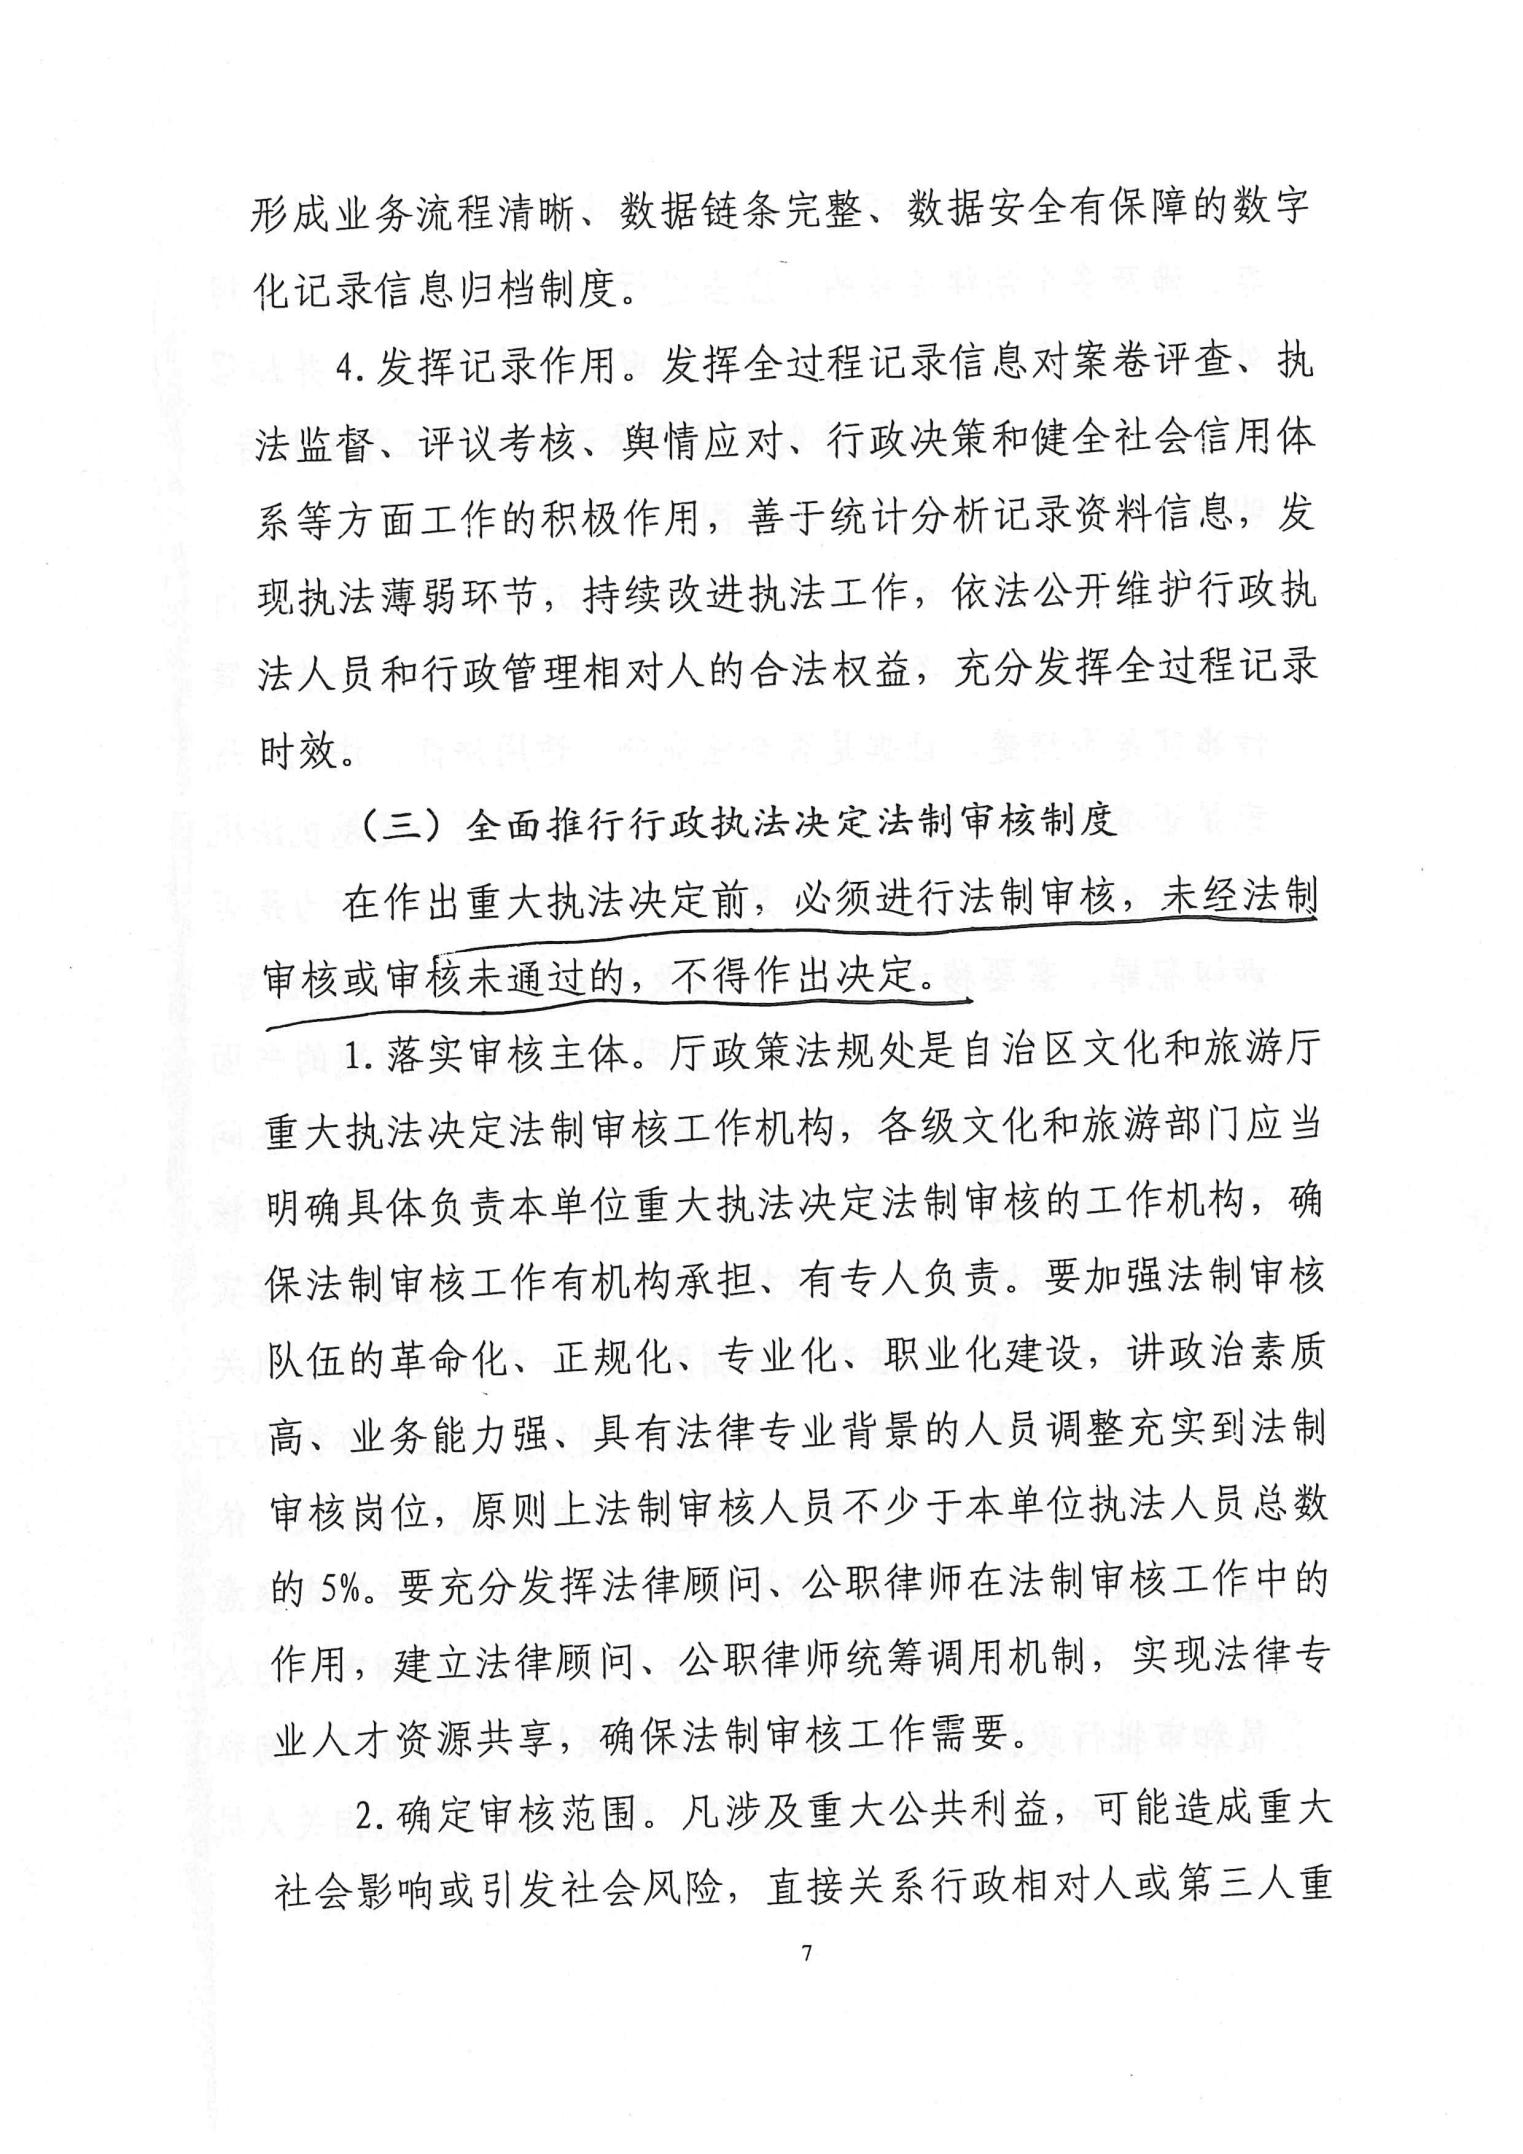 形成业务流程清晰、数据链条完整、数据安全有保障的数字
化记录信息归档制度。
4.发挥记录作用。发挥全过程记录信息对案卷评查、执
法监督、评议考核、舆情应对、行政决策和健全社会信用体
系等方面工作的积极作用，善于统计分析记录资料信息，发
现执法薄弱环节，持续改进执法工作，依法公开维护行政执
法人员和行政管理相对人的合法权益，充分发挥全过程记录
时效。
（三）全面推行行政执法决定法制审核制度
在作出重大执法决定前，必须进行法制审核，未经法制
审核或审核未通过的，不得作出决定。
1.落实审核主体。厅政策法规处是自治区文化和旅游厅
重大执法决定法制审核工作机构，各级文化和旅游部门应当
明确具体负责本单位重大执法决定法制审核的工作机构，确
保法制审核工作有机构承担、有专人负责。要加强法制审核
队伍的革命化、正规化、专业化、职业化建设，讲政治素质
高、业务能力强、具有法律专业背景的人员调整充实到法制
审核岗位，原则上法制审核人员不少于本单位执法人员总数
的 5%。要充分发挥法律顾问、公职律师在法制审核工作中的
作用，建立法律顾问、公职律师统筹调用机制，实现法律专
业人才资源共享，确保法制审核工作需要。
2.确定审核范围。凡涉及重大公共利益，可能造成重大
社会影响或引发社会风险，直接关系行政相对人或第三人重
7